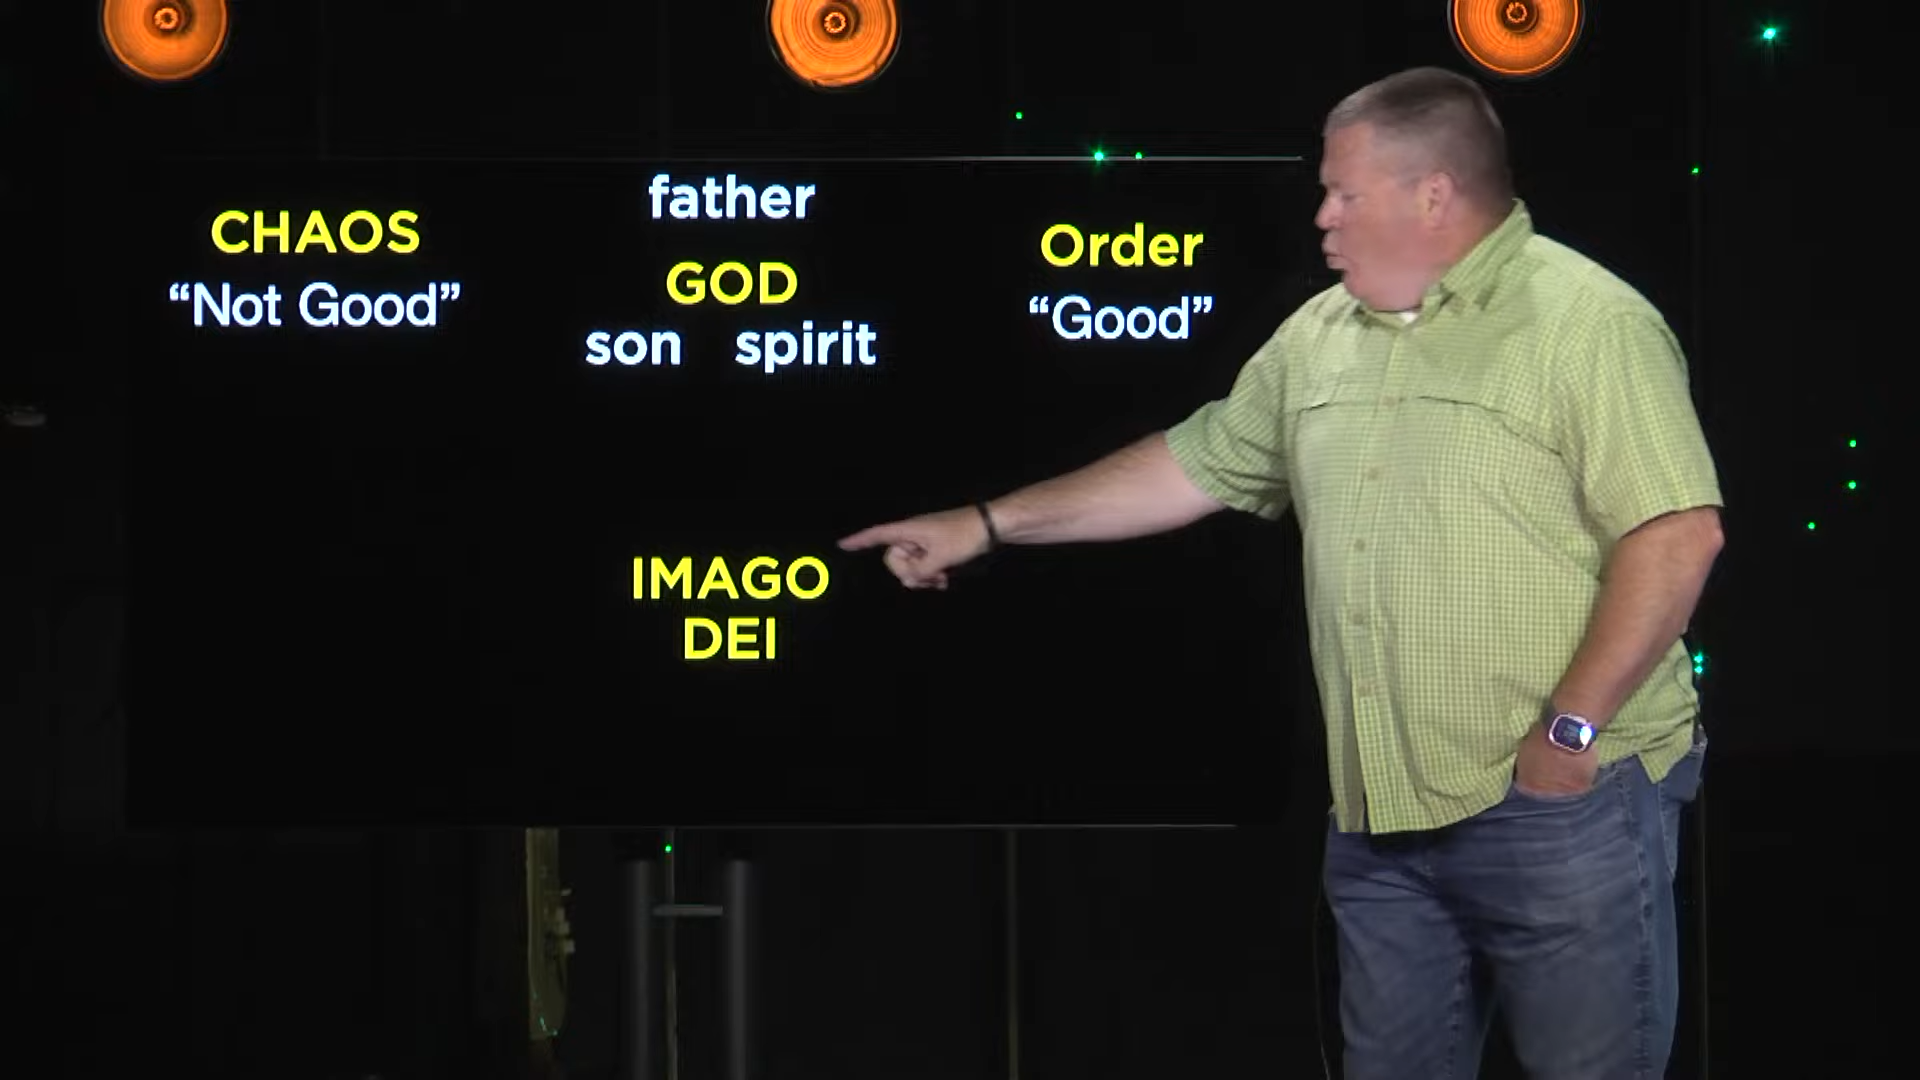 CHAOS
“Not Good”
father
GOD
son spirit
Order
“Good”
IMAGO
DEI